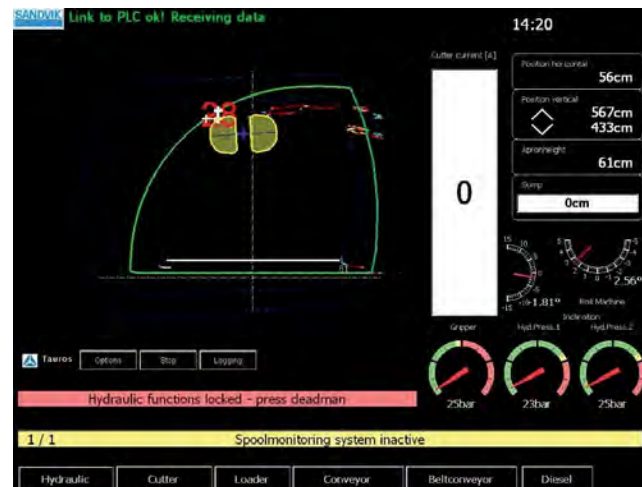 SANDVIK
Link to PLC ok! Receiving data
14:20
Cutter current [A]
0
Position horizontal
56cm
Position vertical
567cm
433cm
Apronheight
61cm
Sump
0cm
-1.81°
2.56°
Roll Machine
Inclination
Gripper
Hyd.Press.1
Hyd.Press.2
25bar
23bar
25bar
Tauros
Options
Stop
Logging
Hydraulic functions locked - press deadman
1 / 1
Spoolmonitoring system inactive
Hydraulic
Cutter
Loader
Conveyor
Beltconveyor
Diesel